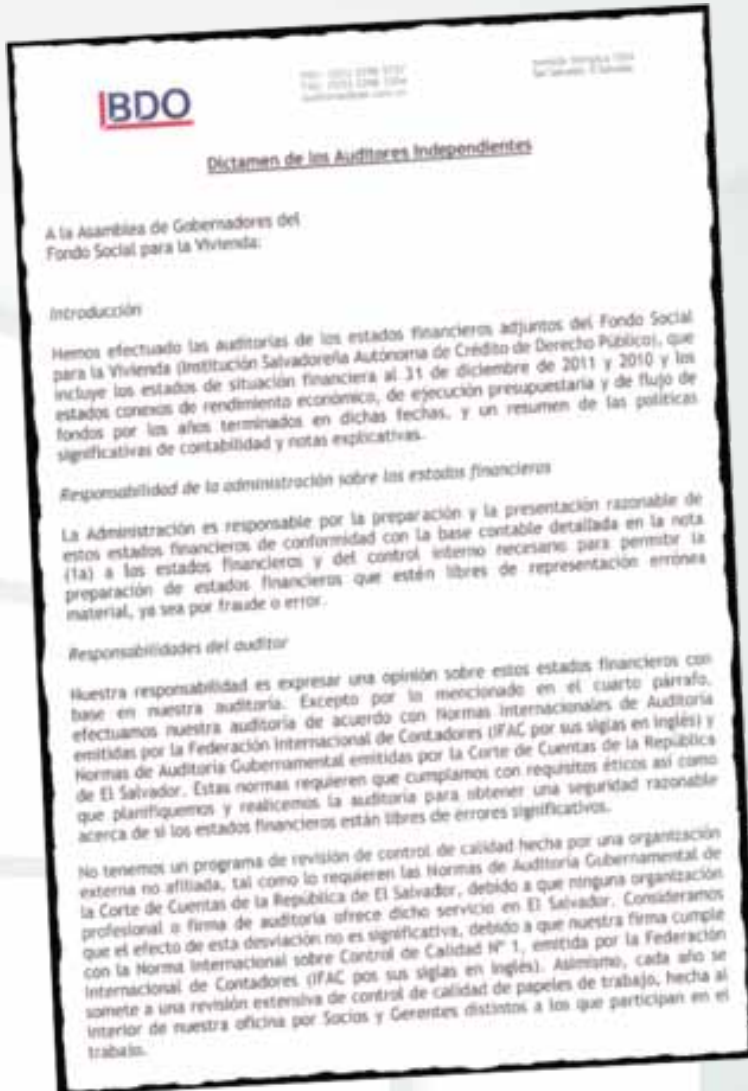 BDO
Dictamen de los Auditores Independientes
A la Asamblea de Gobernadores del
Fondo Social para la Vivienda:
Introducción
Hemos efectuado las auditorías de los estados financieros adjuntos del Fondo Social
para la Vivienda (Institución Salvadoreña Autónoma de Crédito de Derecho Público), que
incluye los estados de situación financiera al 31 de diciembre de 2011 y 2010 y los
estados conexos de rendimiento económico, de ejecución presupuestaria y de flujo de
fondos por los años terminados en dichas fechas, y un resumen de las políticas
significativas de contabilidad y notas explicativas.
Responsabilidad de la administración sobre los estados financieros
La Administración es responsable por la preparación y la presentación razonable de
estos estados financieros de conformidad con la base contable detallada en la nota
(1a) a los estados financieros y del control interno necesario para permitir la
preparación de estados financieros que estén libres de representación errónea
material, ya sea por fraude o error.
Responsabilidades del auditor
Nuestra responsabilidad es expresar una opinión sobre estos estados financieros con
base en nuestra auditoría. Excepto por lo mencionado en el cuarto párrafo,
efectuamos nuestra auditoría de acuerdo con Normas Internacionales de Auditoría
emitidas por la Federación Internacional de Contadores (IFAC por sus siglas en inglés) y
Normas de Auditoría Gubernamental emitidas por la Corte de Cuentas de la República
de El Salvador. Estas normas requieren que cumplamos con requisitos éticos así como
que planifiquemos y realicemos la auditoría para obtener una seguridad razonable
acerca de si los estados financieros están libres de errores significativos.
No tenemos un programa de revisión de control de calidad hecha por una organización
externa no afiliada, tal como lo requieren las Normas de Auditoría Gubernamental de
la Corte de Cuentas de la República de El Salvador, debido a que ninguna organización
profesional o firma de auditoría ofrece dicho servicio en El Salvador. Consideramos
que el efecto de esta desviación no es significativa, debido a que nuestra firma cumple
con la Norma Internacional sobre Control de Calidad N° 1, emitida por la Federación
Internacional de Contadores (IFAC pos sus siglas en inglés). Asimismo, cada año se
somete a una revisión extensiva de control de calidad de papeles de trabajo, hecha al
interior de nuestra oficina por Socios y Gerentes distintos a los que participan en el
trabajo.